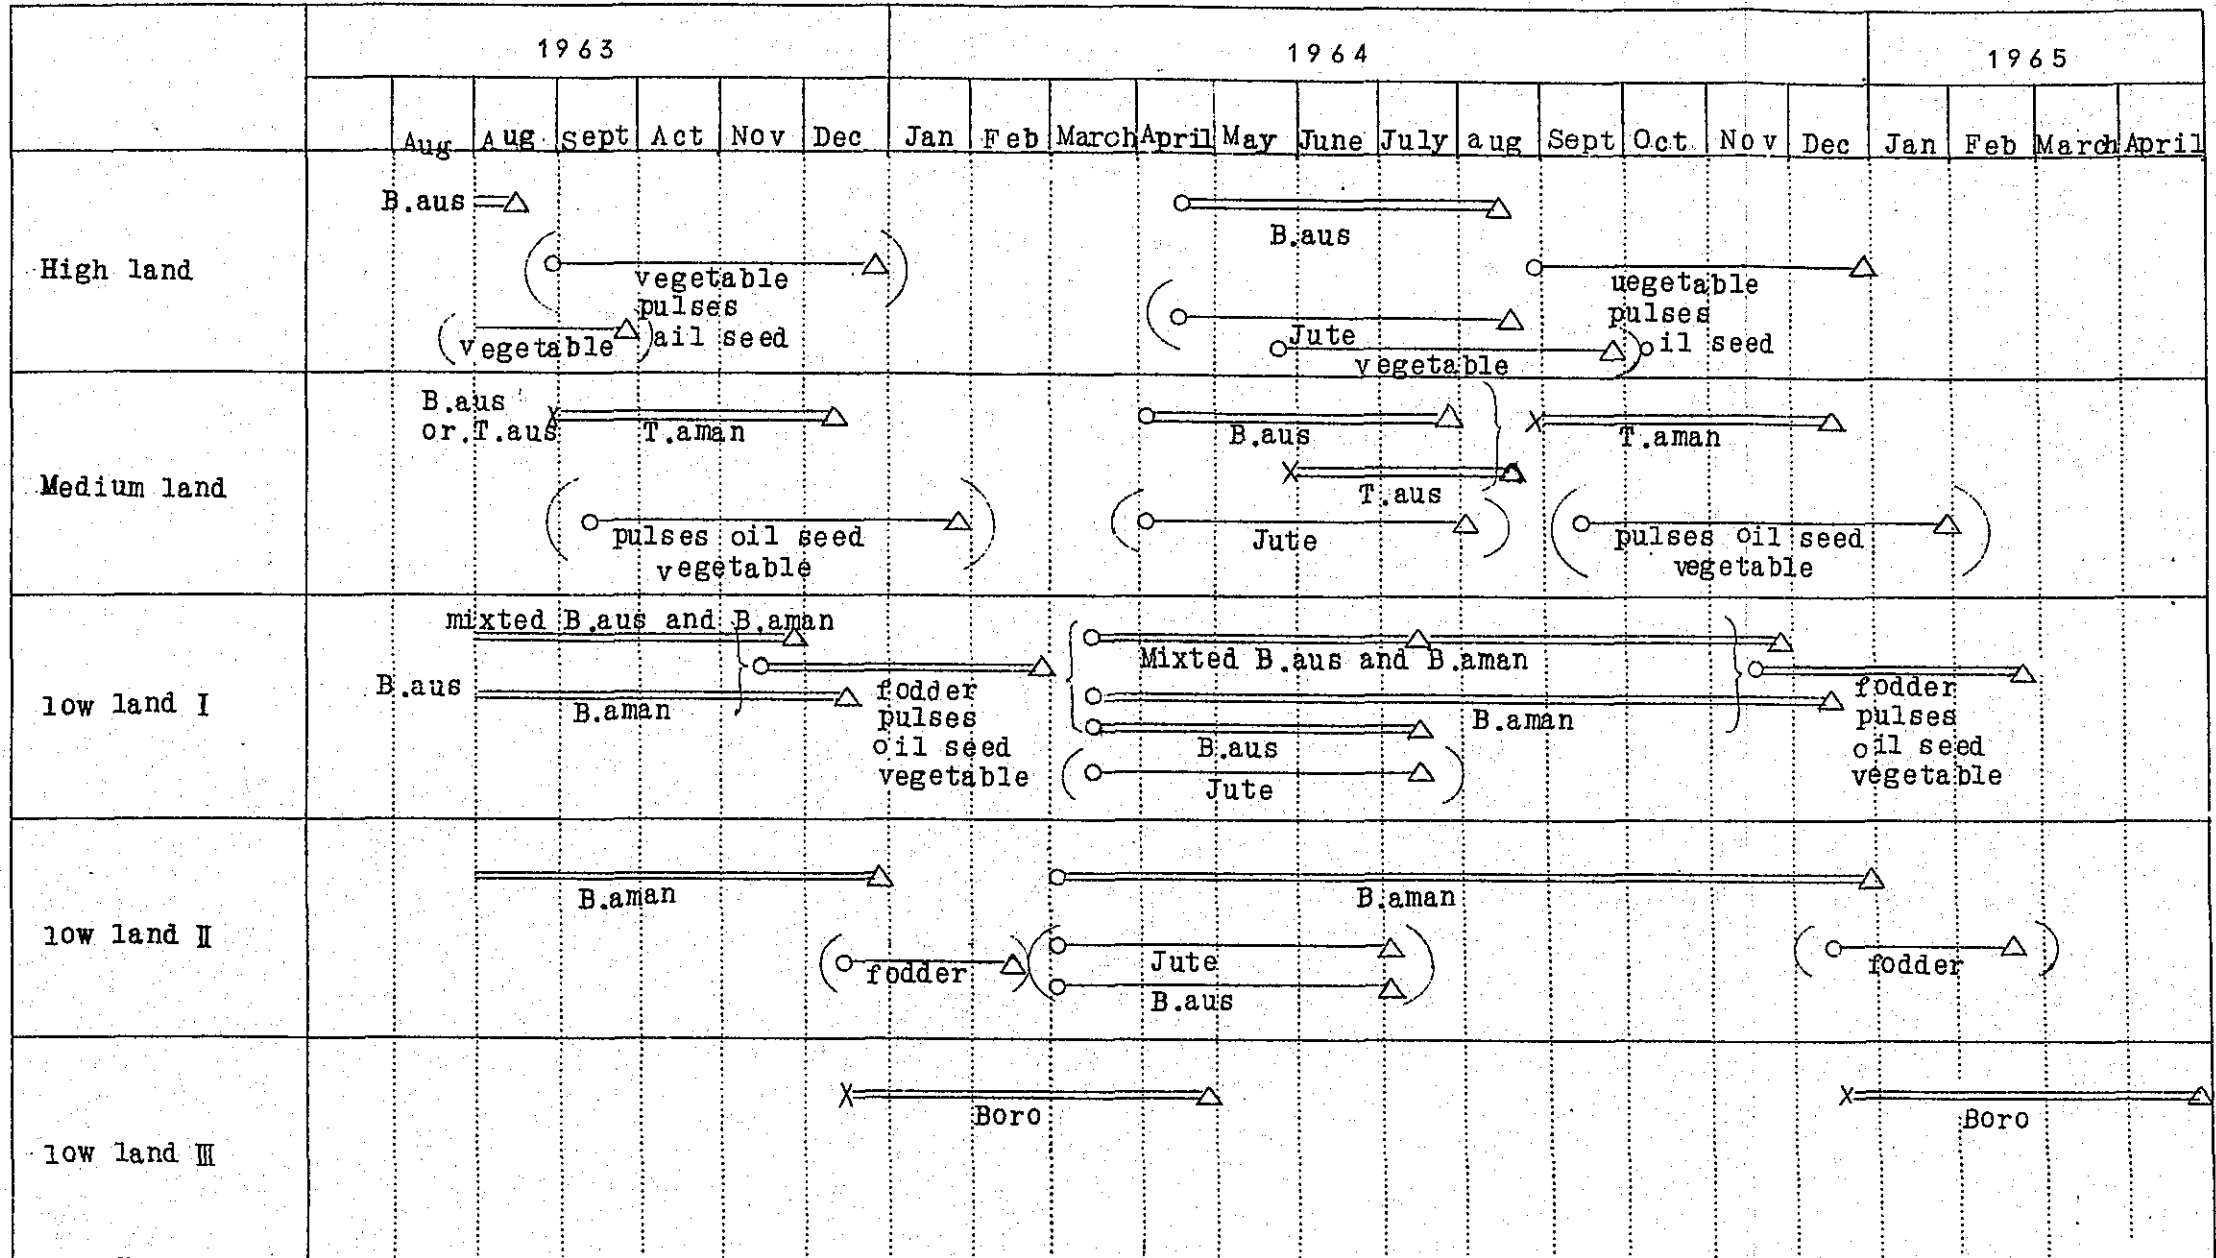 1963 1964 1965
Aug Aug Sept Act Nov Dec Jan Feb March April May June July aug Sept Oct Nov Dec Jan Feb March April
High land
B.aus
B.aus
vegetable
pulses
ail seed
vegetable
Jute
vegetable
uegetable
pulses
oil seed
Medium land
B.aus
or.T.aus
T.aman
B.aus
T.aman
T.aus
pulses oil seed
vegetable
Jute
pulses oil seed
vegetable
low land I
mixted B.aus and B.aman
B.aus
B.aman
fodder
pulses
oil seed
vegetable
Mixted B.aus and B.aman
B.aman
B.aus
Jute
fodder
pulses
oil seed
vegetable
low land II
B.aman
B.aman
fodder
Jute
B.aus
fodder
low land III
Boro
Boro